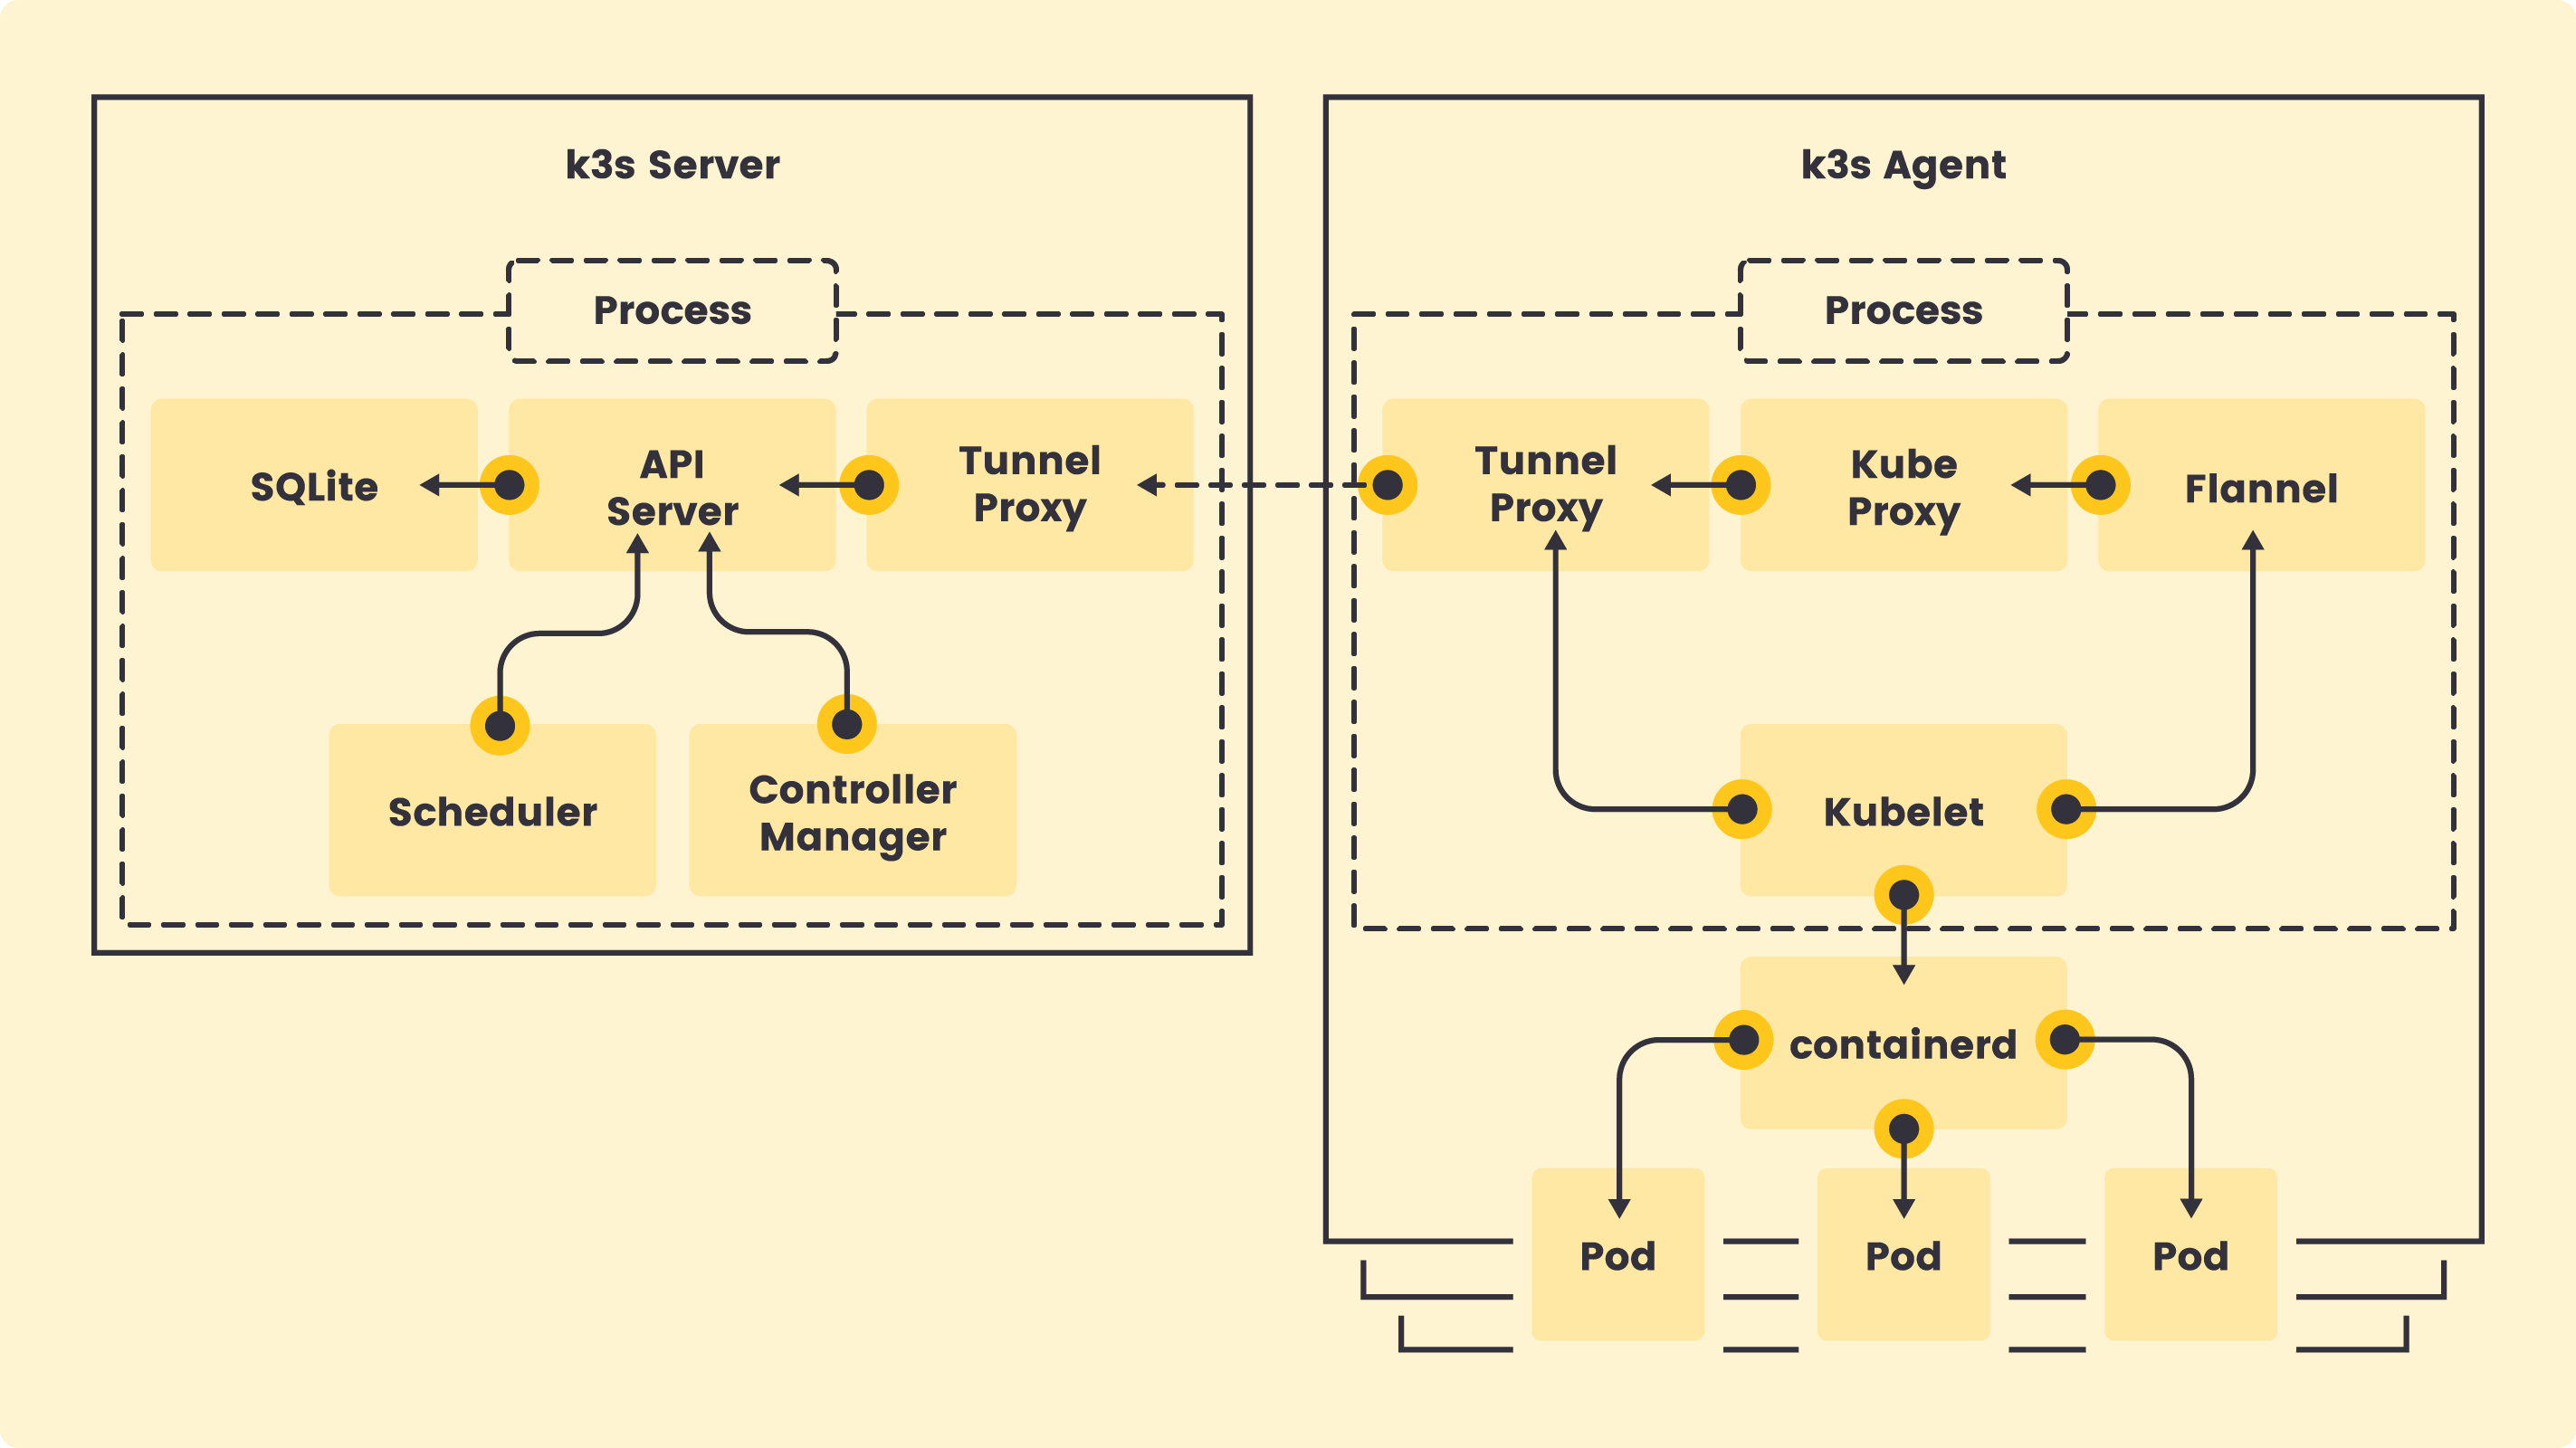 k3s Server
Process
SQLite
API
Server
Tunnel
Proxy
Scheduler
Controller
Manager
k3s Agent
Process
Tunnel
Proxy
Kube
Proxy
Flannel
Kubelet
containerd
Pod
Pod
Pod